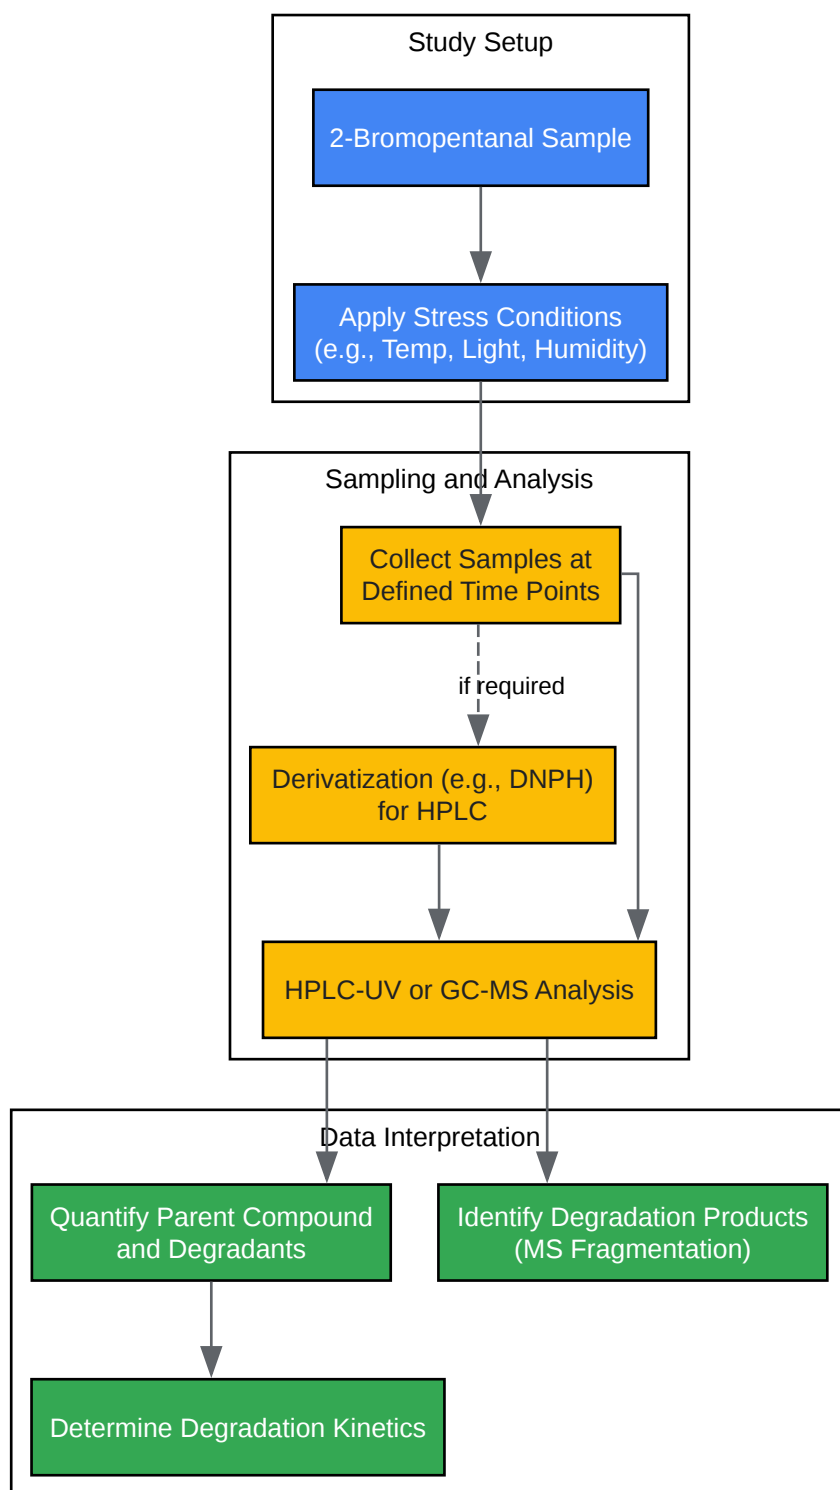 Study Setup
2-Bromopentanal Sample
Apply Stress Conditions
(e.g., Temp, Light, Humidity)
Sampling and Analysis
Collect Samples at
Defined Time Points
if required
Derivatization (e.g., DNPH)
for HPLC
HPLC-UV or GC-MS Analysis
Data Interpretation
Quantify Parent Compound
and Degradants
Identify Degradation Products
(MS Fragmentation)
Determine Degradation Kinetics